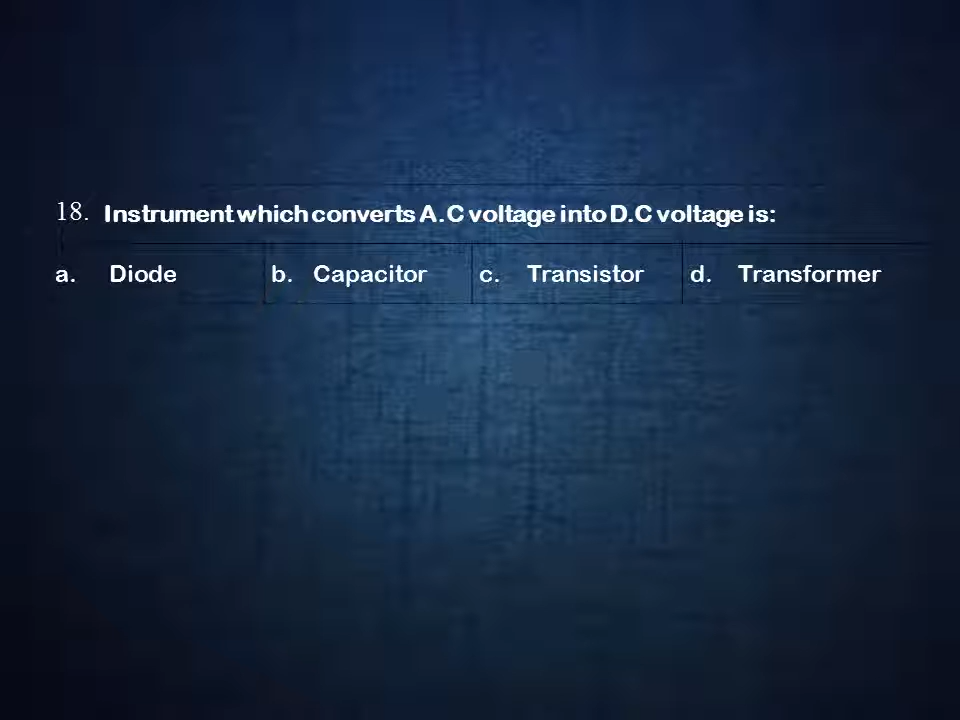 18. Instrument which converts A.C voltage into D.C voltage is:
a. Diode b. Capacitor c. Transistor d. Transformer